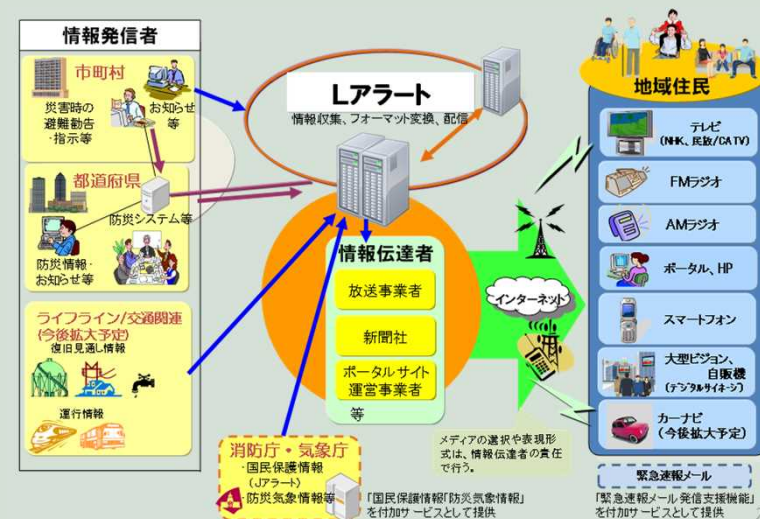 情報発信者
市町村
災害時の
避難勧告
・指示等
お知らせ
等
都道府県
防災システム等
防災情報・
お知らせ等
ライフライン/交通関連
(今後拡大予定)
復旧見通し情報
運行情報
Lアラート
情報収集、フォーマット変換、配信
情報伝達者
放送事業者
新聞社
ポータルサイト
運営事業者
等
消防庁・気象庁
・国民保護情報
(Jアラート)
・防災気象情報等
「国民保護情報「防災気象情報」
を付加サービスとして提供
インターネット
メディアの選択や表現形
式は、情報伝達者の責任
で行う。
地域住民
テレビ
(NHK、民放/CATV)
FMラジオ
AMラジオ
ポータル、HP
スマートフォン
大型ビジョン、
自販機
(デジタルサイネージ)
カーナビ
(今後拡大予定)
緊急速報メール
「緊急速報メール発信支援機能」
を付加サービスとして提供